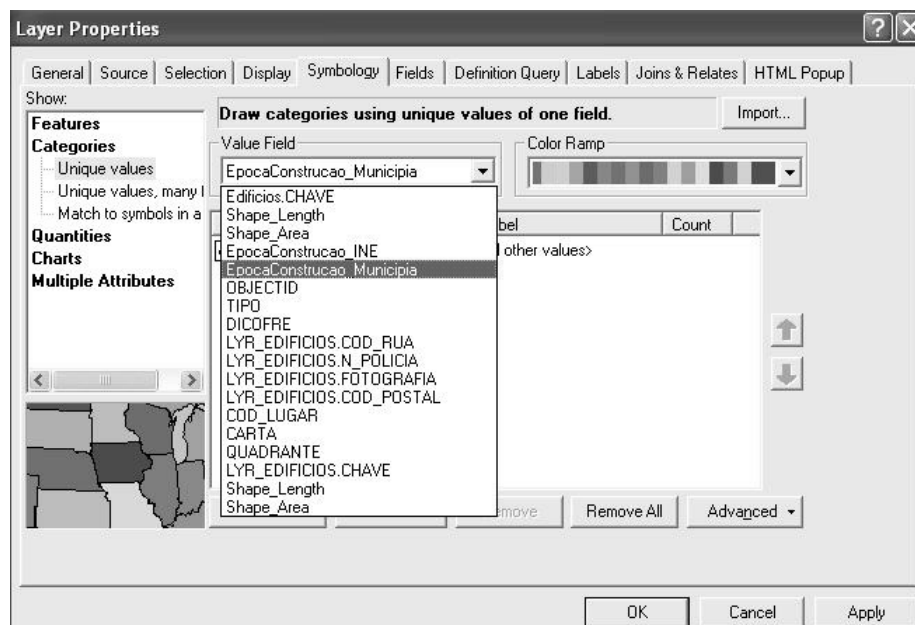 Layer Properties
General Source Selection Display Symbology Fields Definition Query Labels Joins & Relates HTML Popup
Show:
Features
Categories
Unique values
Unique values, many
Match to symbols in a
Quantities
Charts
Multiple Attributes
Draw categories using unique values of one field.
Import...
Value Field
EpocaConstrucao_Municipia
Color Ramp
Edificios.CHAVE
Shape_Length
Shape_Area
EpocaConstrucao_INE
EpocaConstrucao_Municipia
OBJECTID
TIPO
DICOFRE
LYR_EDIFICIOS.COD_RUA
LYR_EDIFICIOS.N_POLICIA
LYR_EDIFICIOS.FOTOGRAFIA
LYR_EDIFICIOS.COD_POSTAL
COD_LUGAR
CARTA
QUADRANTE
LYR_EDIFICIOS.CHAVE
Shape_Length
Shape_Area
bel Count
other values>
emove Remove All Advanced
OK Cancel Apply